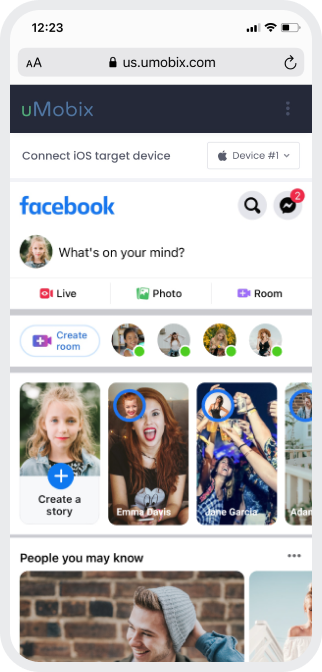 12:23
AA us.umobix.com
uMobix
Connect iOS target device Device #1
facebook
2
What's on your mind?
Live Photo Room
Create
room
Create a
story
Emma Davis
Jane Garcia
Adam
People you may know